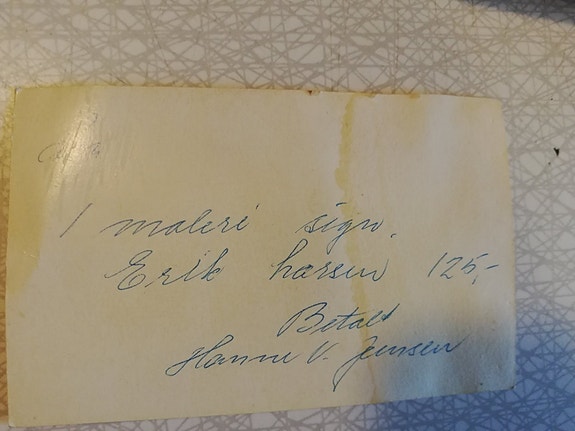 1 maleri sign.
Erik hansen 125,-
Betalt
Hanne V. Jensen